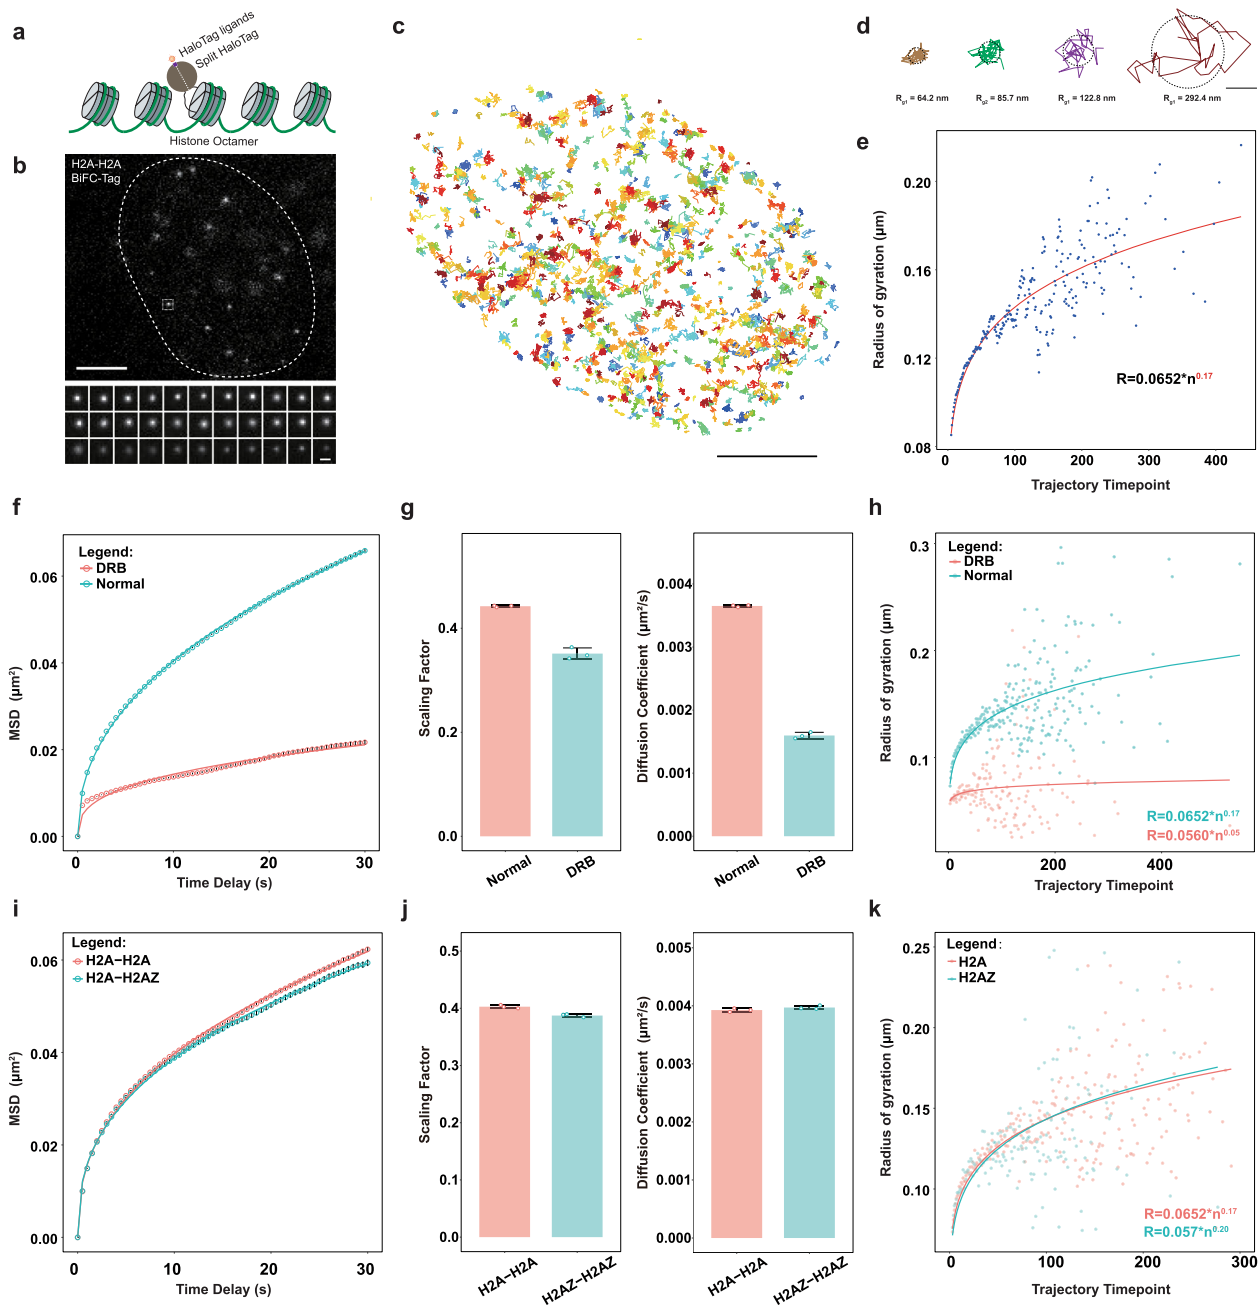 a
HaloTag ligands
Split HaloTag
Histone Octamer
b
H2A-H2A
BiFC-Tag
c
d
Rg1 = 64.2 nm
Rg2 = 85.7 nm
Rg1 = 122.8 nm
Rg1 = 292.4 nm
e
Radius of gyration (µm)
0.20
0.16
0.12
0.08
R=0.0652*n0.17
0
100
200
300
400
Trajectory Timepoint
f
Legend:
DRB
Normal
MSD (µm2)
0.06
0.04
0.02
0.00
0
10
20
30
Time Delay (s)
g
Scaling Factor
0.4
0.2
0.0
Normal
DRB
Diffusion Coefficient (µm2/s)
0.004
0.003
0.002
0.001
0.000
Normal
DRB
h
Legend:
DRB
Normal
Radius of gyration (µm)
0.3
0.2
0.1
R=0.0652*n0.17
R=0.0560*n0.05
0
200
400
Trajectory Timepoint
i
Legend:
H2A−H2A
H2A−H2AZ
MSD (µm2)
0.06
0.04
0.02
0.00
0
10
20
30
Time Delay (s)
j
Scaling Factor
0.5
0.4
0.3
0.2
0.1
0.0
H2A−H2A
H2AZ−H2AZ
Diffusion Coefficient (µm2/s)
0.005
0.004
0.003
0.002
0.001
0.000
H2A−H2A
H2AZ−H2AZ
k
Legend:
H2A
H2AZ
Radius of gyration (µm)
0.25
0.20
0.15
0.10
R=0.0652*n0.17
R=0.057*n0.20
0
100
200
300
Trajectory Timepoint